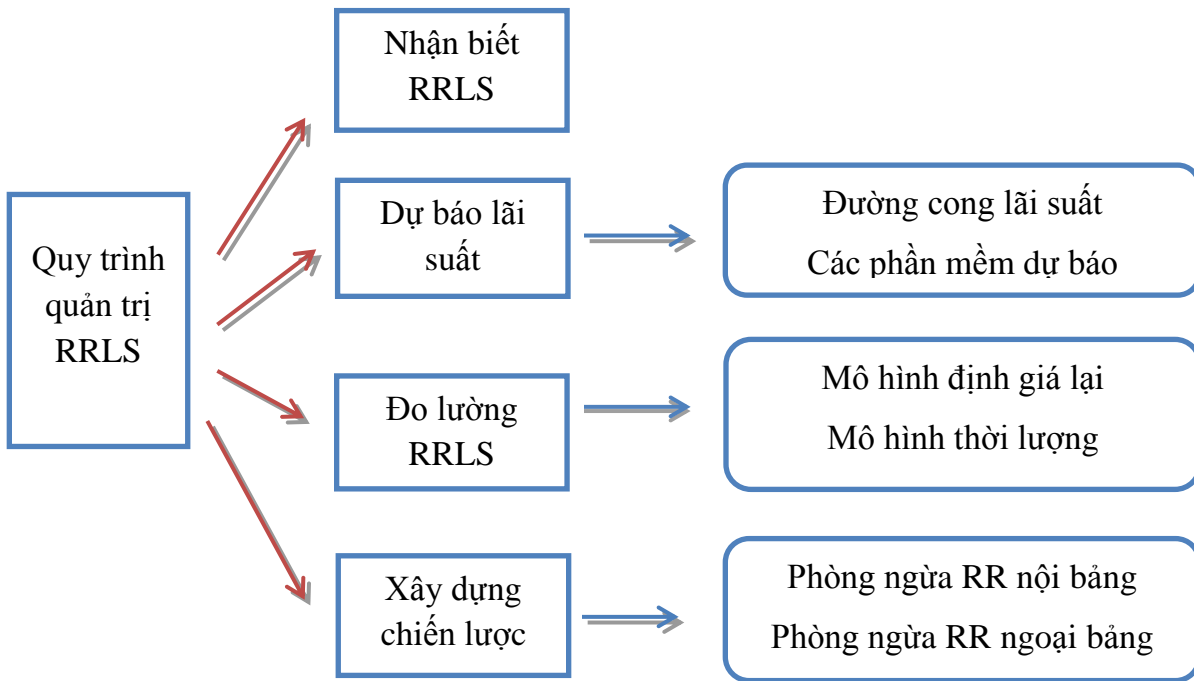 Quy trình
quản trị
RRLS
Nhận biết
RRLS
Dự báo lãi
suất
Đường cong lãi suất
Các phần mềm dự báo
Đo lường
RRLS
Mô hình định giá lại
Mô hình thời lượng
Xây dựng
chiến lược
Phòng ngừa RR nội bảng
Phòng ngừa RR ngoại bảng